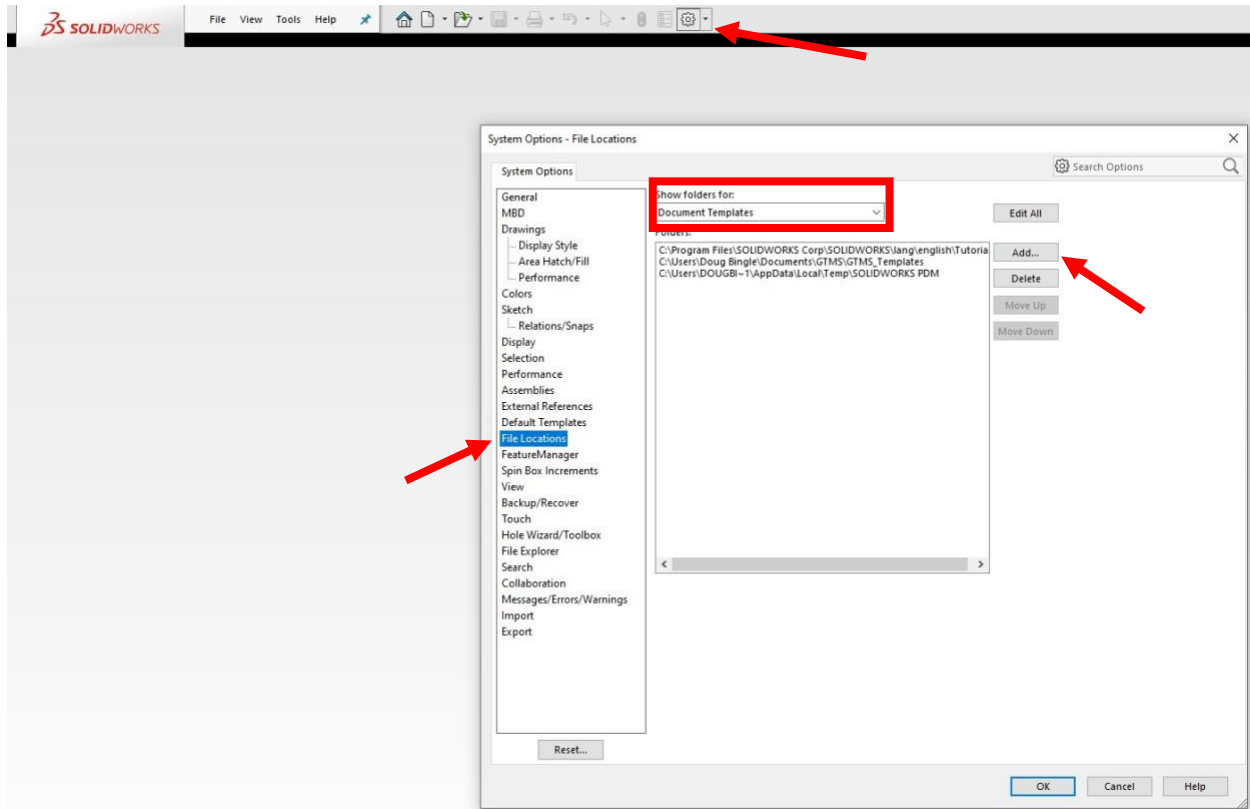 SOLIDWORKS File View Tools Help
System Options - File Locations
System Options
Search Options
General
MBD
Drawings
Display Style
Area Hatch/Fill
Performance
Colors
Sketch
Relations/Snaps
Display
Selection
Performance
Assemblies
External References
Default Templates
File Locations
FeatureManager
Spin Box Increments
View
Backup/Recover
Touch
Hole Wizard/Toolbox
File Explorer
Search
Collaboration
Messages/Errors/Warnings
Import
Export
Reset...
Show folders for:
Document Templates
Folders:
C:\Program Files\SOLIDWORKS Corp\SOLIDWORKS\lang\english\Tutoria
C:\Users\Doug Bingle\Documents\GTMS\GTMS_Templates
C:\Users\DOUGBI~1\AppData\Local\Temp\SOLIDWORKS PDM
Edit All
Add...
Delete
Move Up
Move Down
OK Cancel Help